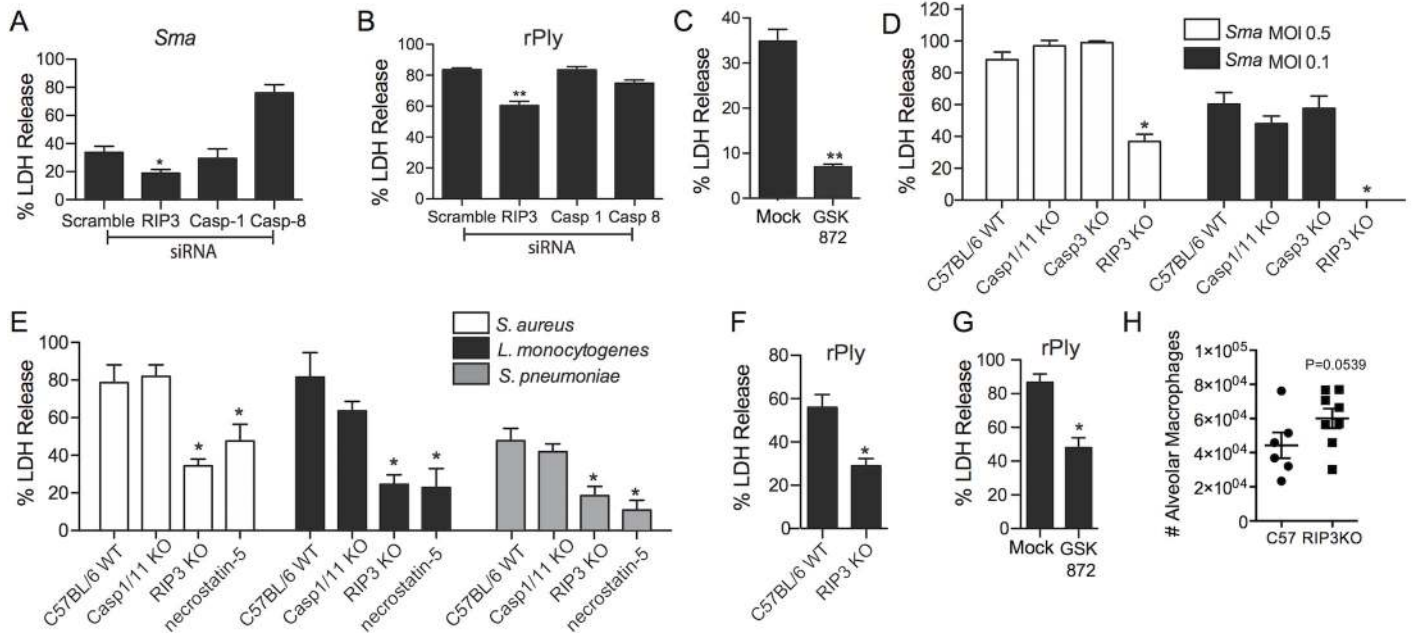 A
Sma
% LDH Release
100
80
60
40
20
0
*
Scramble RIP3 Casp-1 Casp-8
siRNA
B
rPly
% LDH Release
100
80
60
40
20
0
**
Scramble RIP3 Casp 1 Casp 8
siRNA
C
% LDH Release
40
30
20
10
0
**
Mock GSK
872
D
% LDH Release
120
100
80
60
40
20
0
Sma MOI 0.5
Sma MOI 0.1
*
*
C57BL/6 WT
Casp1/11 KO
Casp3 KO
RIP3 KO
C57BL/6 WT
Casp1/11 KO
Casp3 KO
RIP3 KO
E
% LDH Release
100
80
60
40
20
0
S. aureus
L. monocytogenes
S. pneumoniae
*
*
*
*
*
*
C57BL/6 WT
Casp1/11 KO
RIP3 KO
necrostatin-5
C57BL/6 WT
Casp1/11 KO
RIP3 KO
necrostatin-5
C57BL/6 WT
Casp1/11 KO
RIP3 KO
necrostatin-5
F
rPly
% LDH Release
80
60
40
20
0
*
C57BL/6 WT
RIP3 KO
G
rPly
% LDH Release
100
80
60
40
20
0
*
Mock GSK
872
H
# Alveolar Macrophages
1×10⁰⁵
8×10⁰⁴
6×10⁰⁴
4×10⁰⁴
2×10⁰⁴
0
P=0.0539
C57 RIP3KO